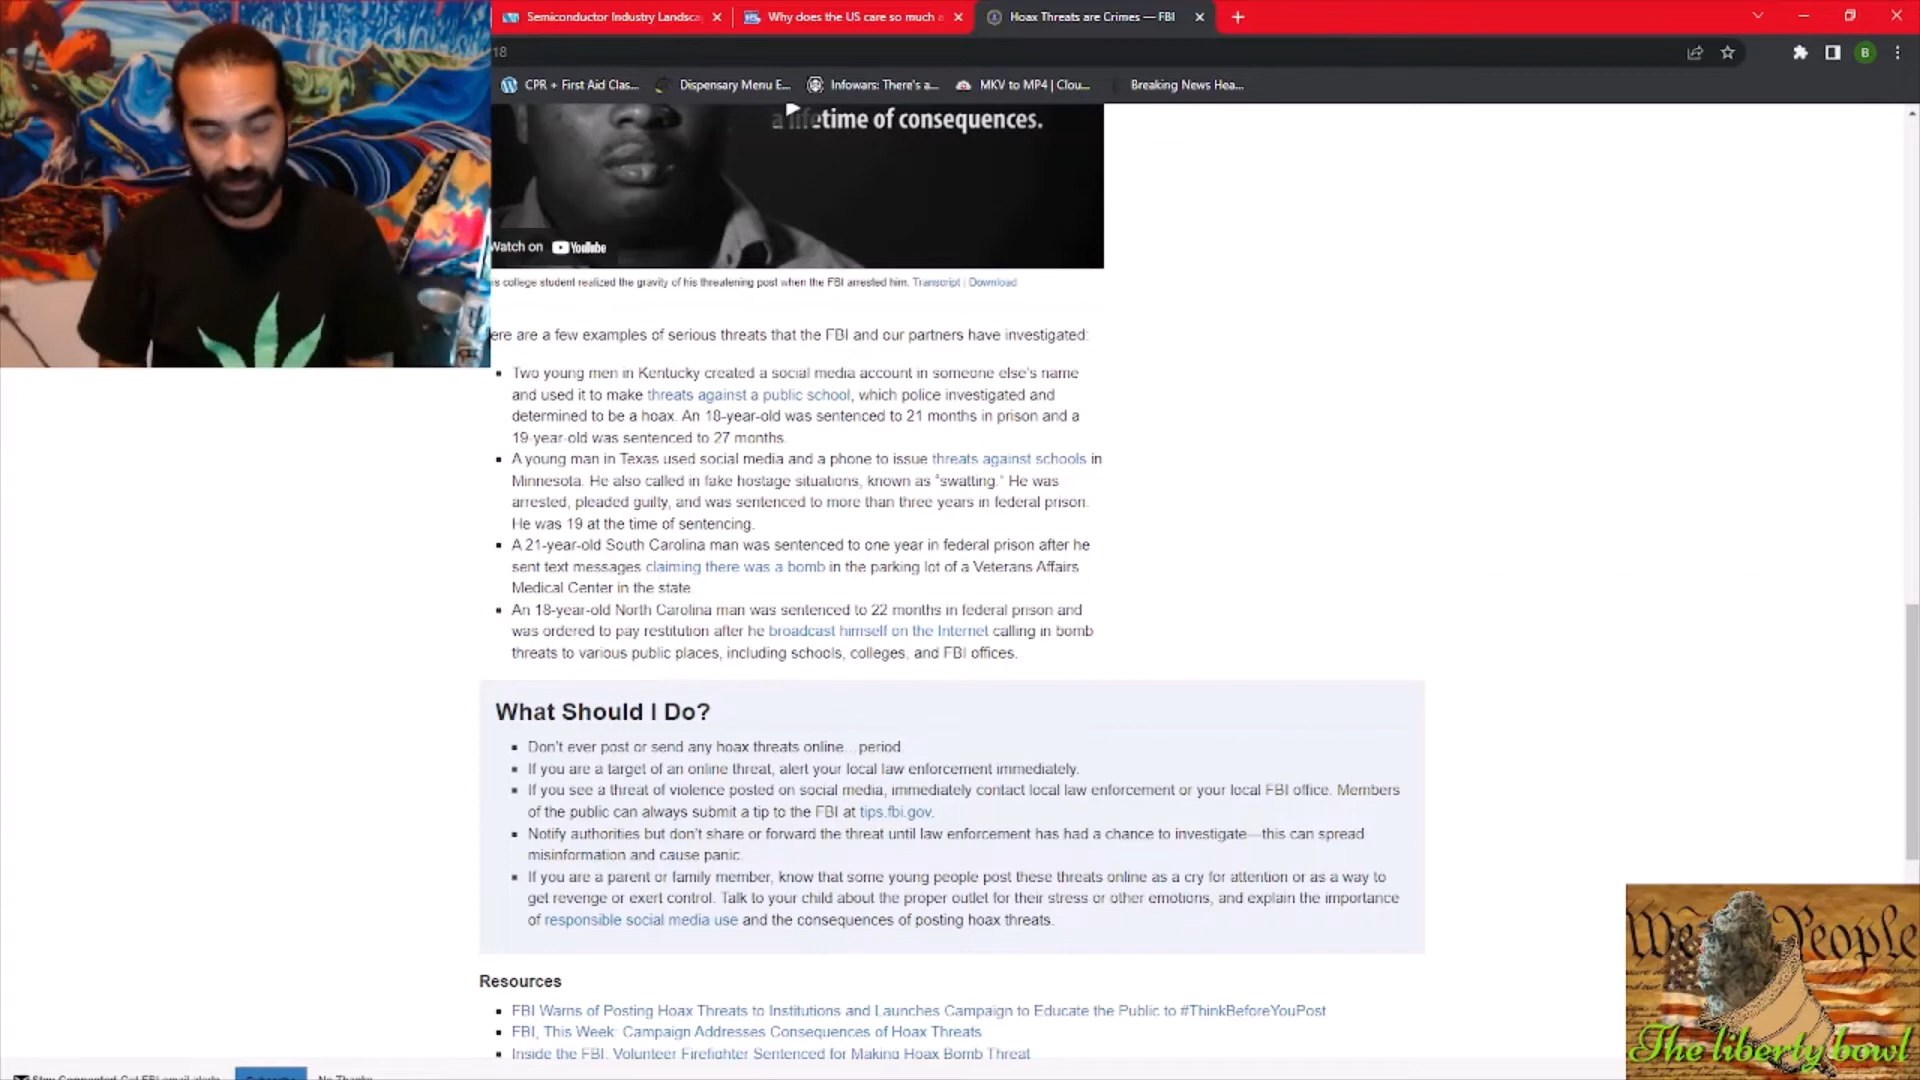 Semiconductor Industry Landsca
Why does the US care so much a
Hoax Threats are Crimes — FBI
18
B
CPR + First Aid Clas...
Dispensary Menu E...
Infowars: There's a...
MKV to MP4 | Clou...
Breaking News Hea...
a lifetime of consequences.
Watch on YouTube
s college student realized the gravity of his threatening post when the FBI arrested him. Transcript | Download
ere are a few examples of serious threats that the FBI and our partners have investigated:
Two young men in Kentucky created a social media account in someone else's name
and used it to make threats against a public school, which police investigated and
determined to be a hoax. An 18-year-old was sentenced to 21 months in prison and a
19-year-old was sentenced to 27 months.
A young man in Texas used social media and a phone to issue threats against schools in
Minnesota. He also called in fake hostage situations, known as "swatting." He was
arrested, pleaded guilty, and was sentenced to more than three years in federal prison.
He was 19 at the time of sentencing.
A 21-year-old South Carolina man was sentenced to one year in federal prison after he
sent text messages claiming there was a bomb in the parking lot of a Veterans Affairs
Medical Center in the state
An 18-year-old North Carolina man was sentenced to 22 months in federal prison and
was ordered to pay restitution after he broadcast himself on the Internet calling in bomb
threats to various public places, including schools, colleges, and FBI offices.
What Should I Do?
Don't ever post or send any hoax threats online...period
If you are a target of an online threat, alert your local law enforcement immediately.
If you see a threat of violence posted on social media, immediately contact local law enforcement or your local FBI office. Members
of the public can always submit a tip to the FBI at tips.fbi.gov.
Notify authorities but don't share or forward the threat until law enforcement has had a chance to investigate—this can spread
misinformation and cause panic.
If you are a parent or family member, know that some young people post these threats online as a cry for attention or as a way to
get revenge or exert control. Talk to your child about the proper outlet for their stress or other emotions, and explain the importance
of responsible social media use and the consequences of posting hoax threats.
Resources
FBI Warns of Posting Hoax Threats to Institutions and Launches Campaign to Educate the Public to #ThinkBeforeYouPost
FBI, This Week: Campaign Addresses Consequences of Hoax Threats
Inside the FBI: Volunteer Firefighter Sentenced for Making Hoax Bomb Threat
We People
The liberty bowl